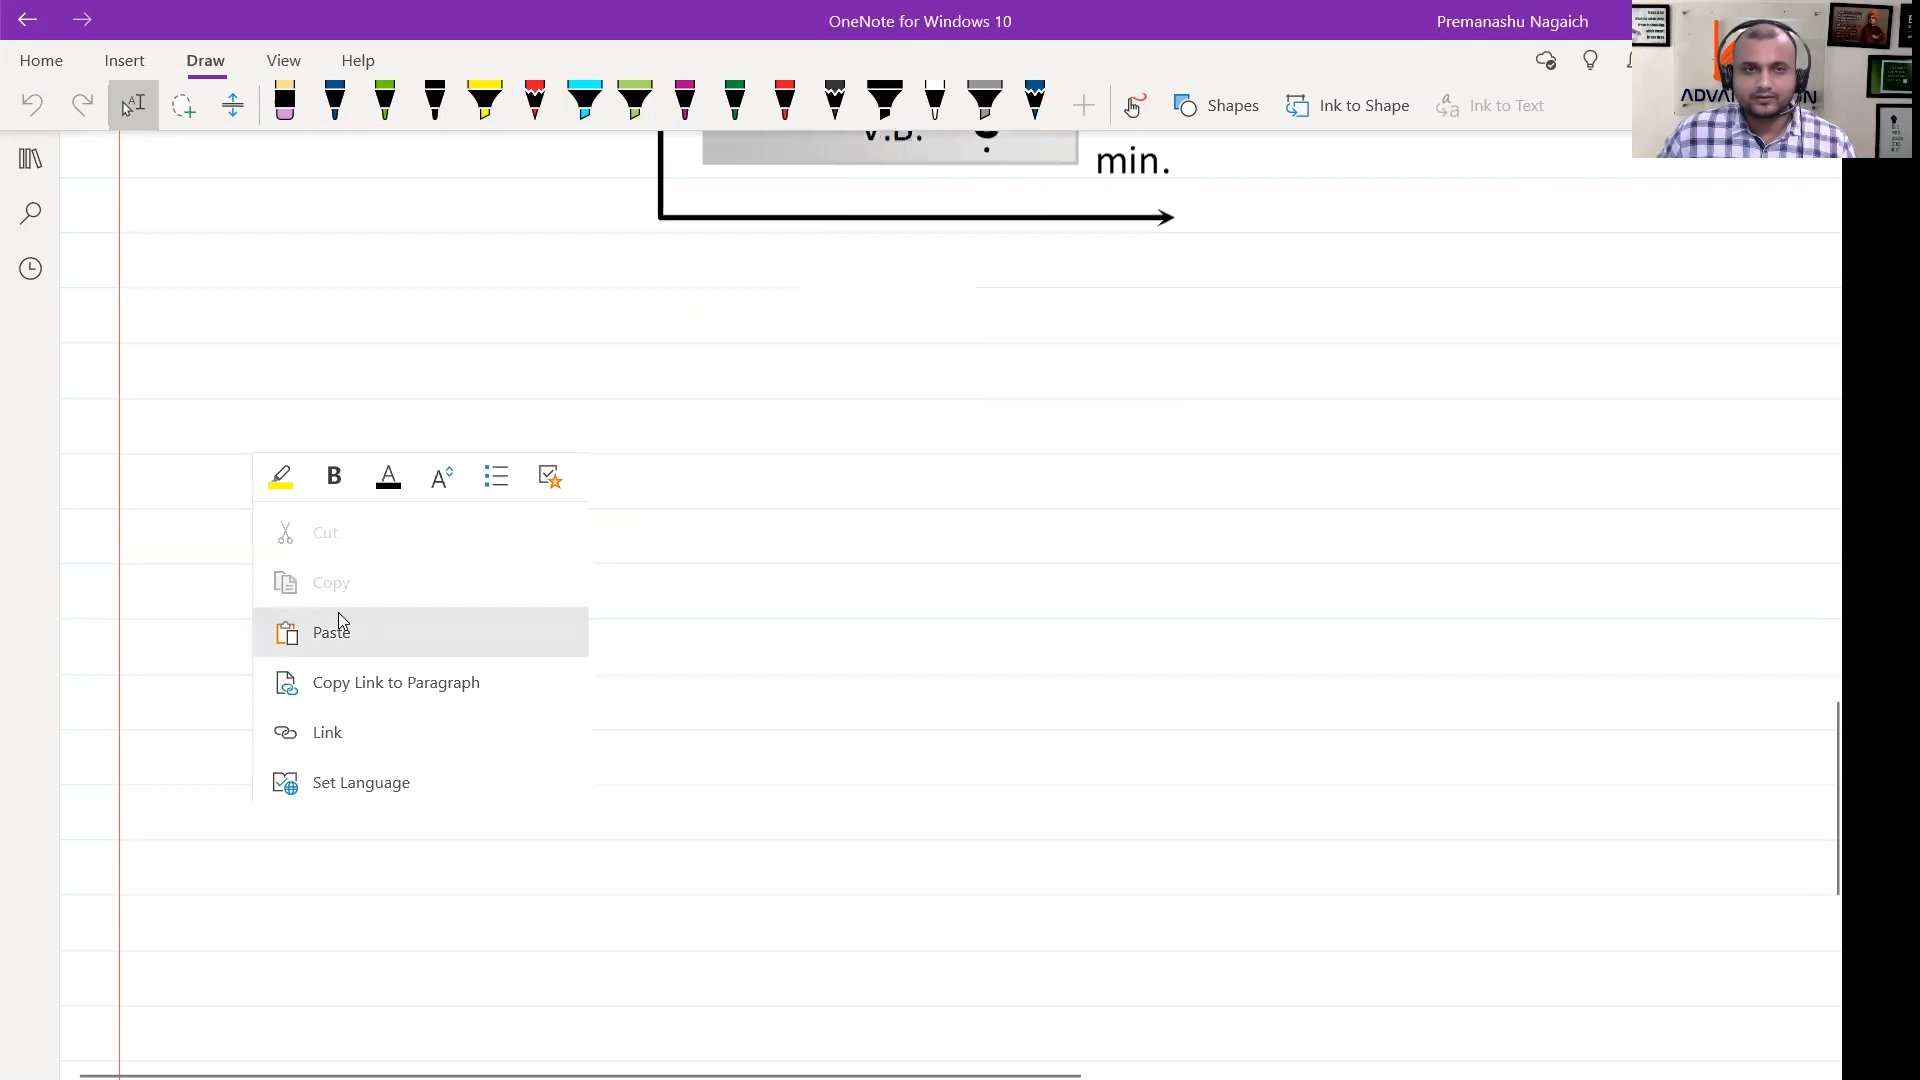 OneNote for Windows 10
Premanashu Nagaich
Home
Insert
Draw
View
Help
Shapes
Ink to Shape
Ink to Text
V.B.
min.
Cut
Copy
Paste
Copy Link to Paragraph
Link
Set Language